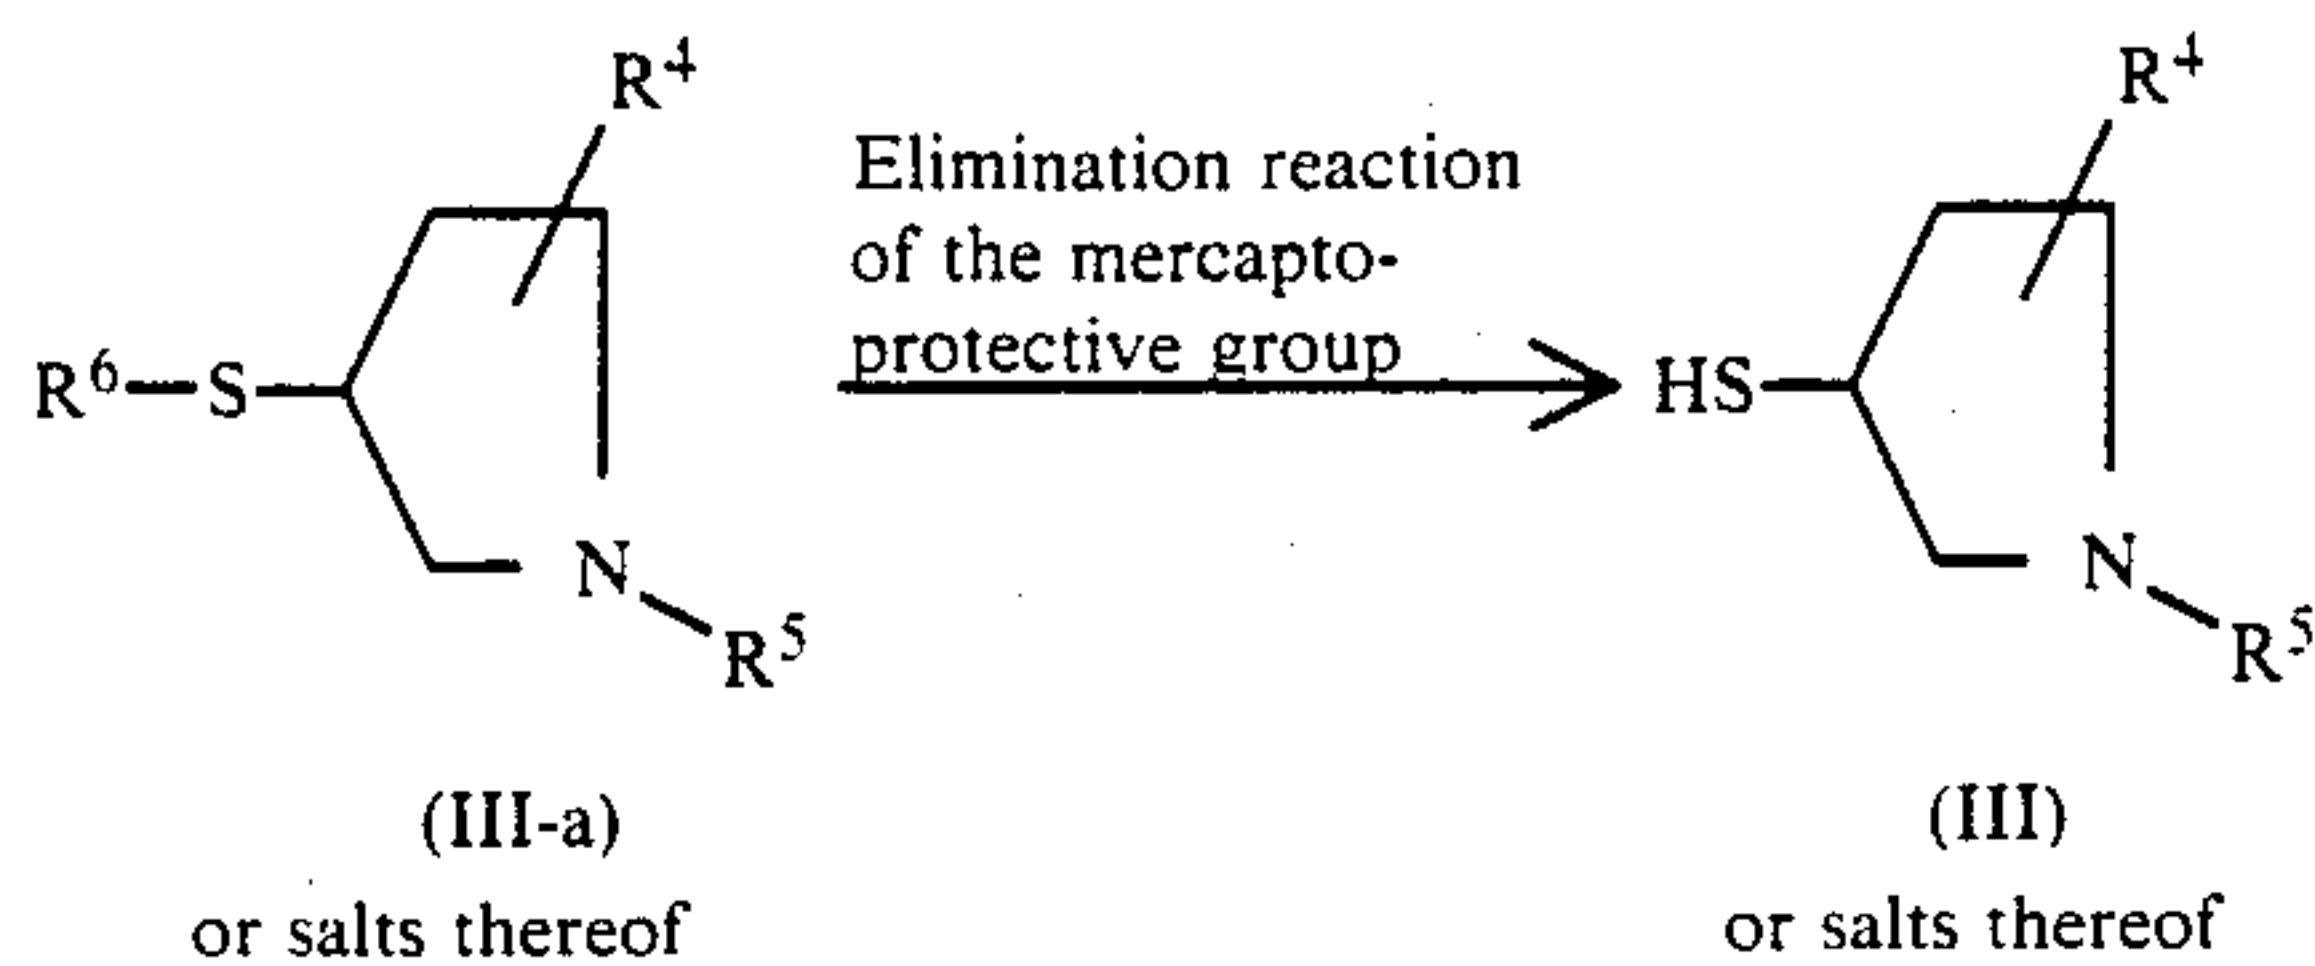 R⁴
R⁴
Elimination reaction
of the mercapto-
protective group
R⁶—S
HS
N
N
R⁵
R⁵
(III-a)
(III)
or salts thereof
or salts thereof